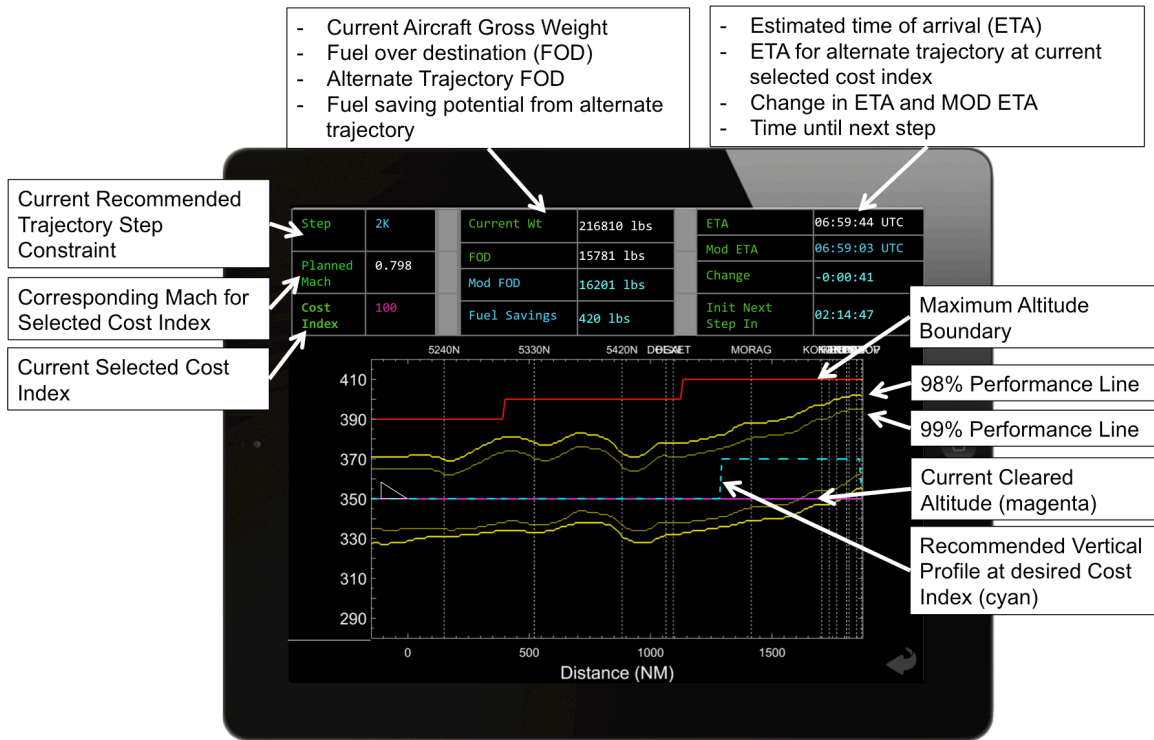 - Current Aircraft Gross Weight
- Fuel over destination (FOD)
- Alternate Trajectory FOD
- Fuel saving potential from alternate
trajectory
- Estimated time of arrival (ETA)
- ETA for alternate trajectory at current
selected cost index
- Change in ETA and MOD ETA
- Time until next step
Current Recommended
Trajectory Step
Constraint
Corresponding Mach for
Selected Cost Index
Current Selected Cost
Index
Step 2K
Planned
Mach 0.798
Cost
Index 100
Current Wt 216810 lbs
FOD 15781 lbs
Mod FOD 16201 lbs
Fuel Savings 420 lbs
ETA 06:59:44 UTC
Mod ETA 06:59:03 UTC
Change -0:00:41
Init Next
Step In 02:14:47
Maximum Altitude
Boundary
98% Performance Line
99% Performance Line
Current Cleared
Altitude (magenta)
Recommended Vertical
Profile at desired Cost
Index (cyan)
5240N 5330N 5420N MORAG
410
390
370
350
330
310
290
0 500 1000 1500
Distance (NM)